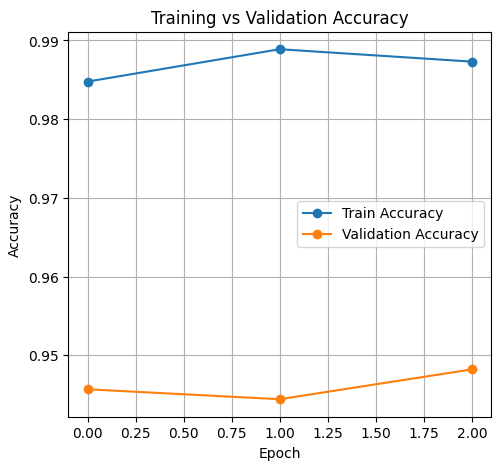 Training vs Validation Accuracy
0.99
0.98
0.97
0.96
0.95
Accuracy
Train Accuracy
Validation Accuracy
0.00 0.25 0.50 0.75 1.00 1.25 1.50 1.75 2.00
Epoch